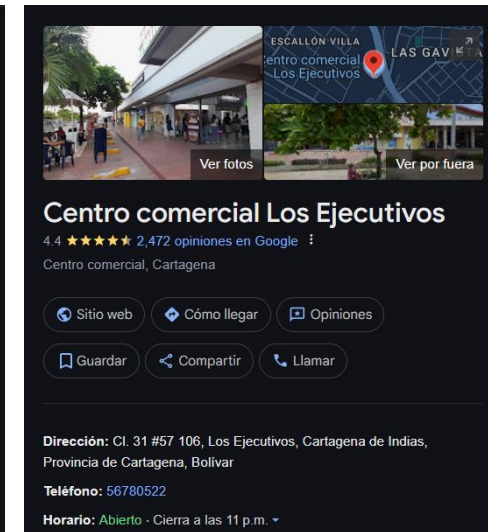 ESCALLÓN VILLA
LAS GAV
entro comercial
Los Ejecutivos
Ver fotos
Ver por fuera
Centro comercial Los Ejecutivos
4.4 ★★★★★ 2,472 opiniones en Google ⋮
Centro comercial, Cartagena
Sitio web Cómo llegar Opiniones
Guardar Compartir Llamar
Dirección: Cl. 31 #57 106, Los Ejecutivos, Cartagena de Indias,
Provincia de Cartagena, Bolívar
Teléfono: 56780522
Horario: Abierto · Cierra a las 11 p.m.